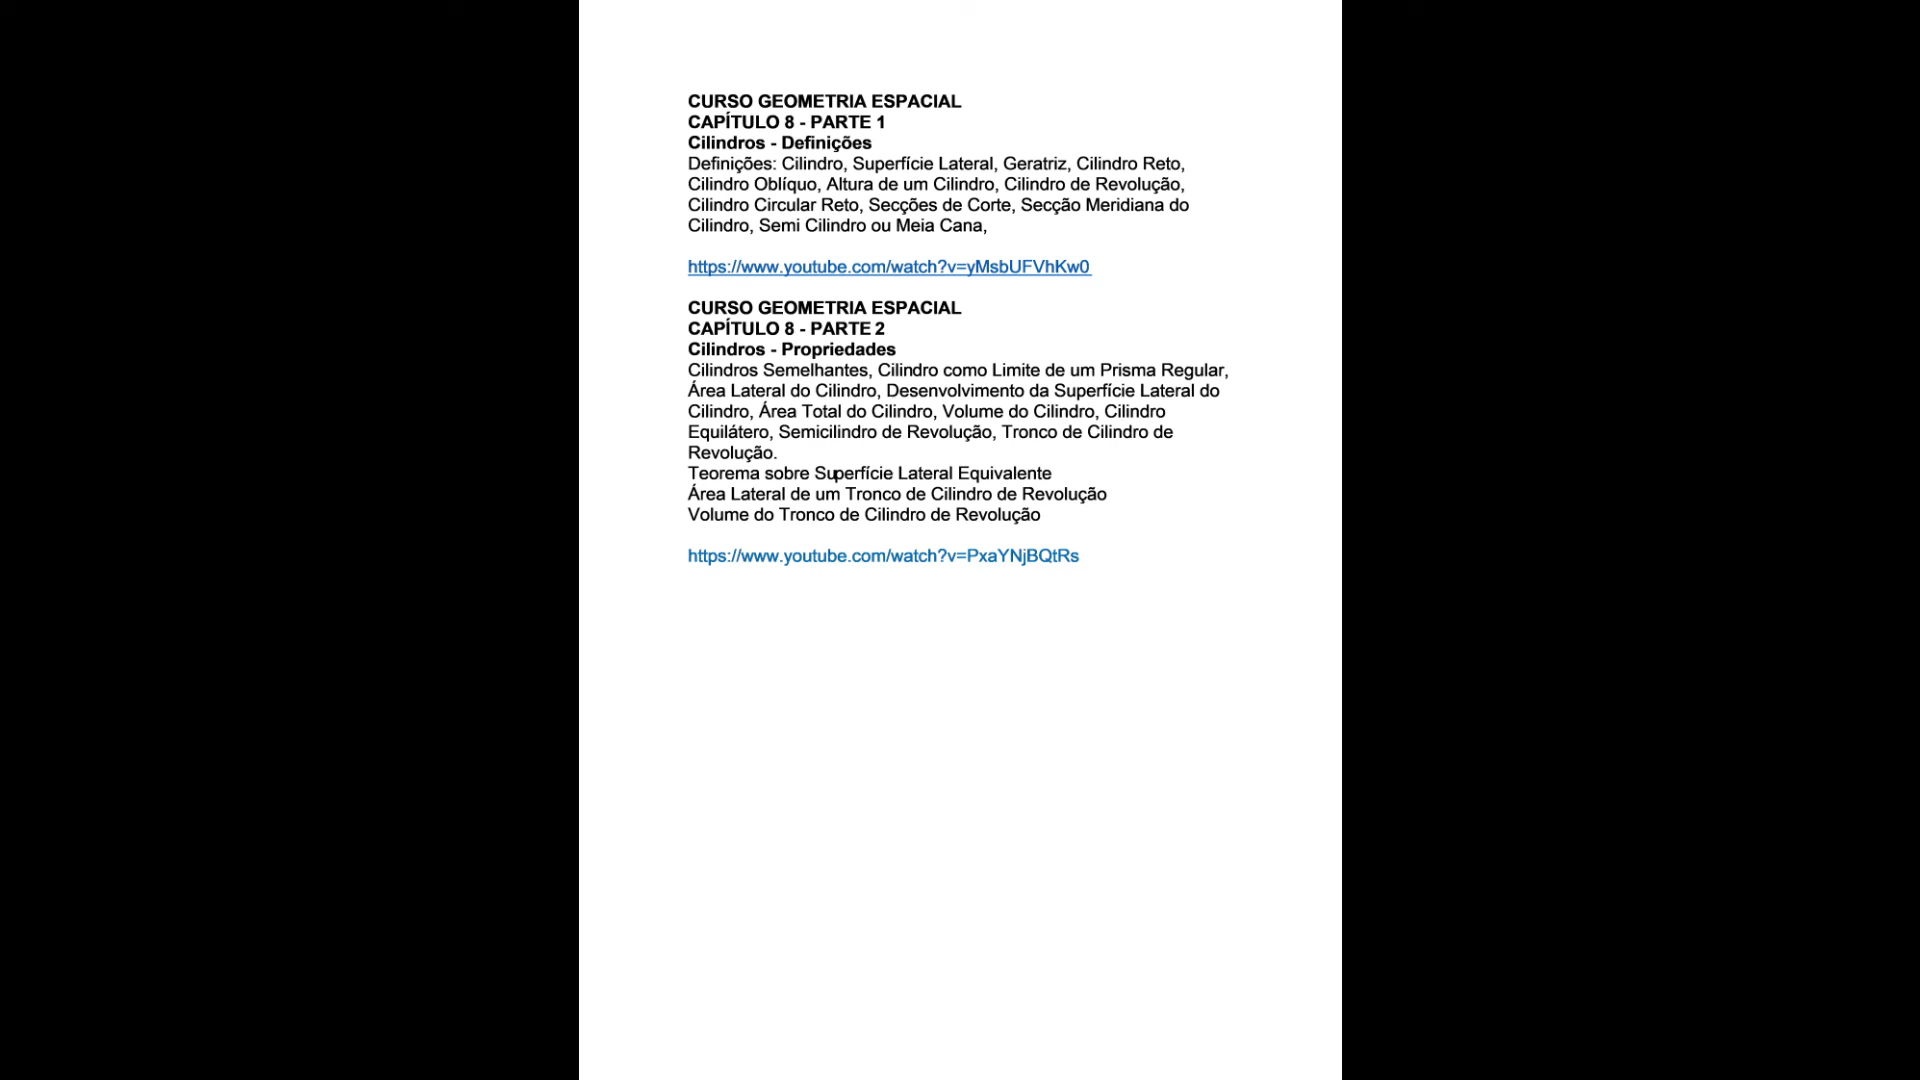 CURSO GEOMETRIA ESPACIAL
CAPÍTULO 8 - PARTE 1
Cilindros - Definições
Definições: Cilindro, Superfície Lateral, Geratriz, Cilindro Reto,
Cilindro Oblíquo, Altura de um Cilindro, Cilindro de Revolução,
Cilindro Circular Reto, Secções de Corte, Secção Meridiana do
Cilindro, Semi Cilindro ou Meia Cana,
https://www.youtube.com/watch?v=yMsbUFVhKw0
CURSO GEOMETRIA ESPACIAL
CAPÍTULO 8 - PARTE 2
Cilindros - Propriedades
Cilindros Semelhantes, Cilindro como Limite de um Prisma Regular,
Área Lateral do Cilindro, Desenvolvimento da Superfície Lateral do
Cilindro, Área Total do Cilindro, Volume do Cilindro, Cilindro
Equilátero, Semicilindro de Revolução, Tronco de Cilindro de
Revolução.
Teorema sobre Superfície Lateral Equivalente
Área Lateral de um Tronco de Cilindro de Revolução
Volume do Tronco de Cilindro de Revolução
https://www.youtube.com/watch?v=PxaYNjBQtRs